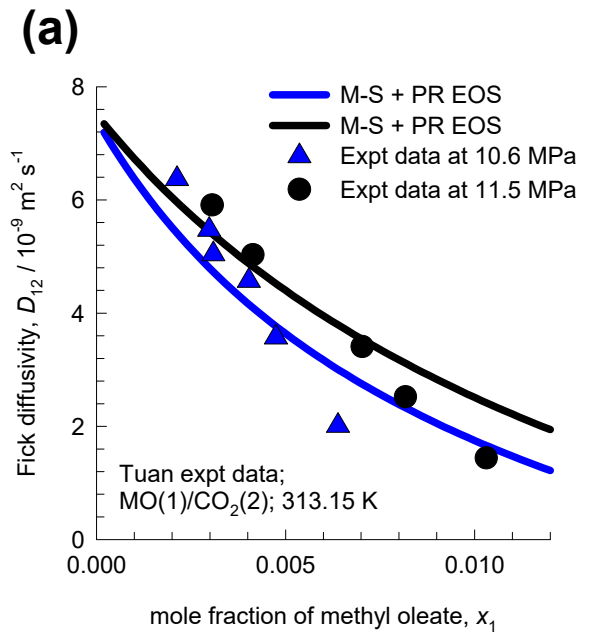 (a)
8
M-S + PR EOS
M-S + PR EOS
Expt data at 10.6 MPa
Expt data at 11.5 MPa
6
4
2
0
Fick diffusivity, D₁₂ / 10⁻⁹ m² s⁻¹
Tuan expt data;
MO(1)/CO₂(2); 313.15 K
0.000 0.005 0.010
mole fraction of methyl oleate, x₁